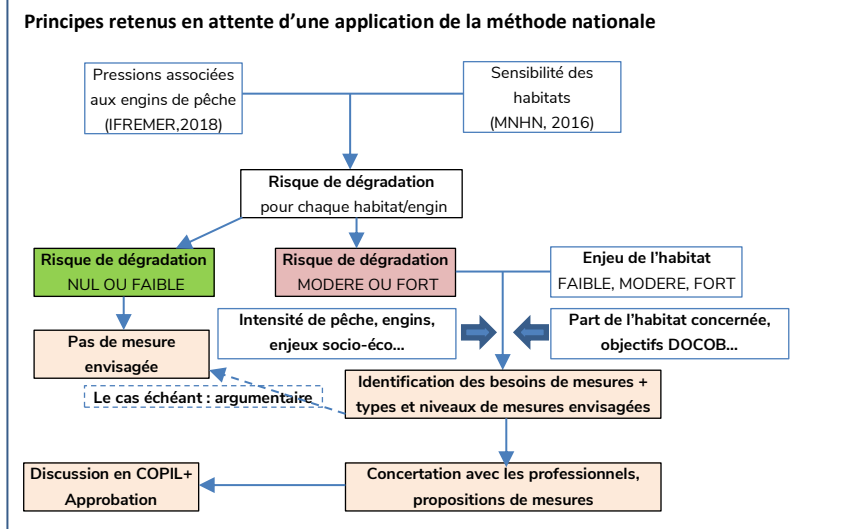 Principes retenus en attente d’une application de la méthode nationale
Pressions associées
aux engins de pêche
(IFREMER,2018)
Sensibilité des
habitats
(MNHN, 2016)
Risque de dégradation
pour chaque habitat/engin
Risque de dégradation
NUL OU FAIBLE
Risque de dégradation
MODERE OU FORT
Enjeu de l’habitat
FAIBLE, MODERE, FORT
Intensité de pêche, engins,
enjeux socio-éco...
Part de l’habitat concernée,
objectifs DOCOB...
Pas de mesure
envisagée
Le cas échéant : argumentaire
Identification des besoins de mesures +
types et niveaux de mesures envisagées
Discussion en COPIL+
Approbation
Concertation avec les professionnels,
propositions de mesures